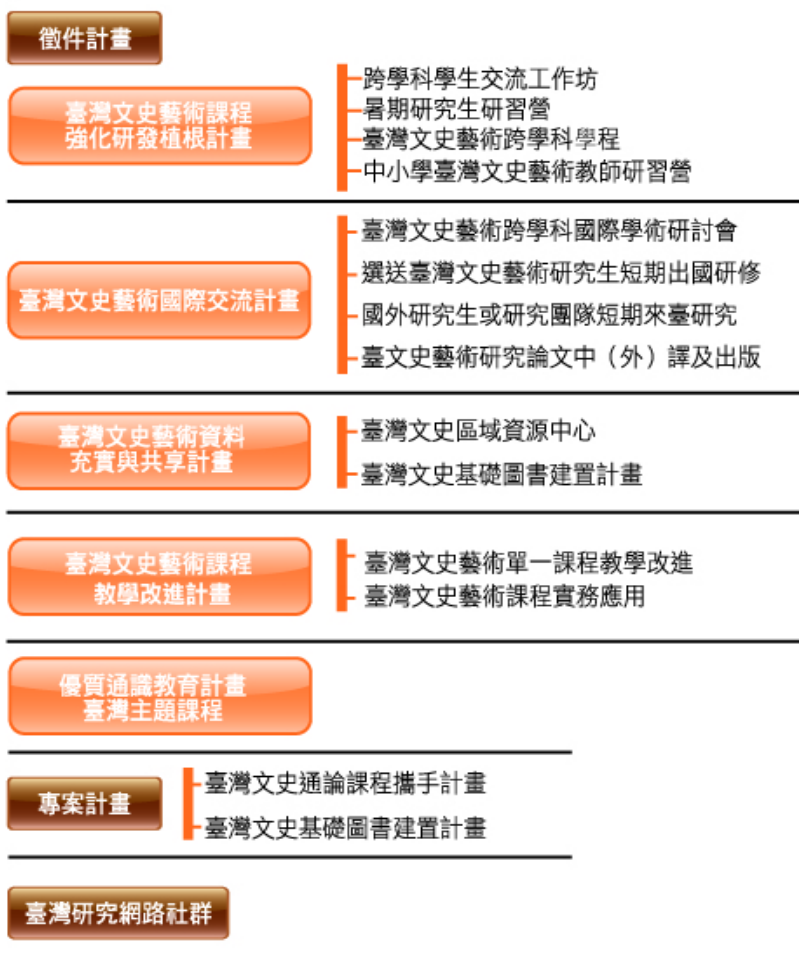 徵件計畫
臺灣文史藝術課程
強化研發植根計畫
跨學科學生交流工作坊
暑期研究生研習營
臺灣文史藝術跨學科學程
中小學臺灣文史藝術教師研習營
臺灣文史藝術國際交流計畫
臺灣文史藝術跨學科國際學術研討會
選送臺灣文史藝術研究生短期出國研修
國外研究生或研究團隊短期來臺研究
臺文史藝術研究論文中（外）譯及出版
臺灣文史藝術資料
充實與共享計畫
臺灣文史區域資源中心
臺灣文史基礎圖書建置計畫
臺灣文史藝術課程
教學改進計畫
臺灣文史藝術單一課程教學改進
臺灣文史藝術課程實務應用
優質通識教育計畫
臺灣主題課程
專案計畫
臺灣文史通論課程攜手計畫
臺灣文史基礎圖書建置計畫
臺灣研究網路社群